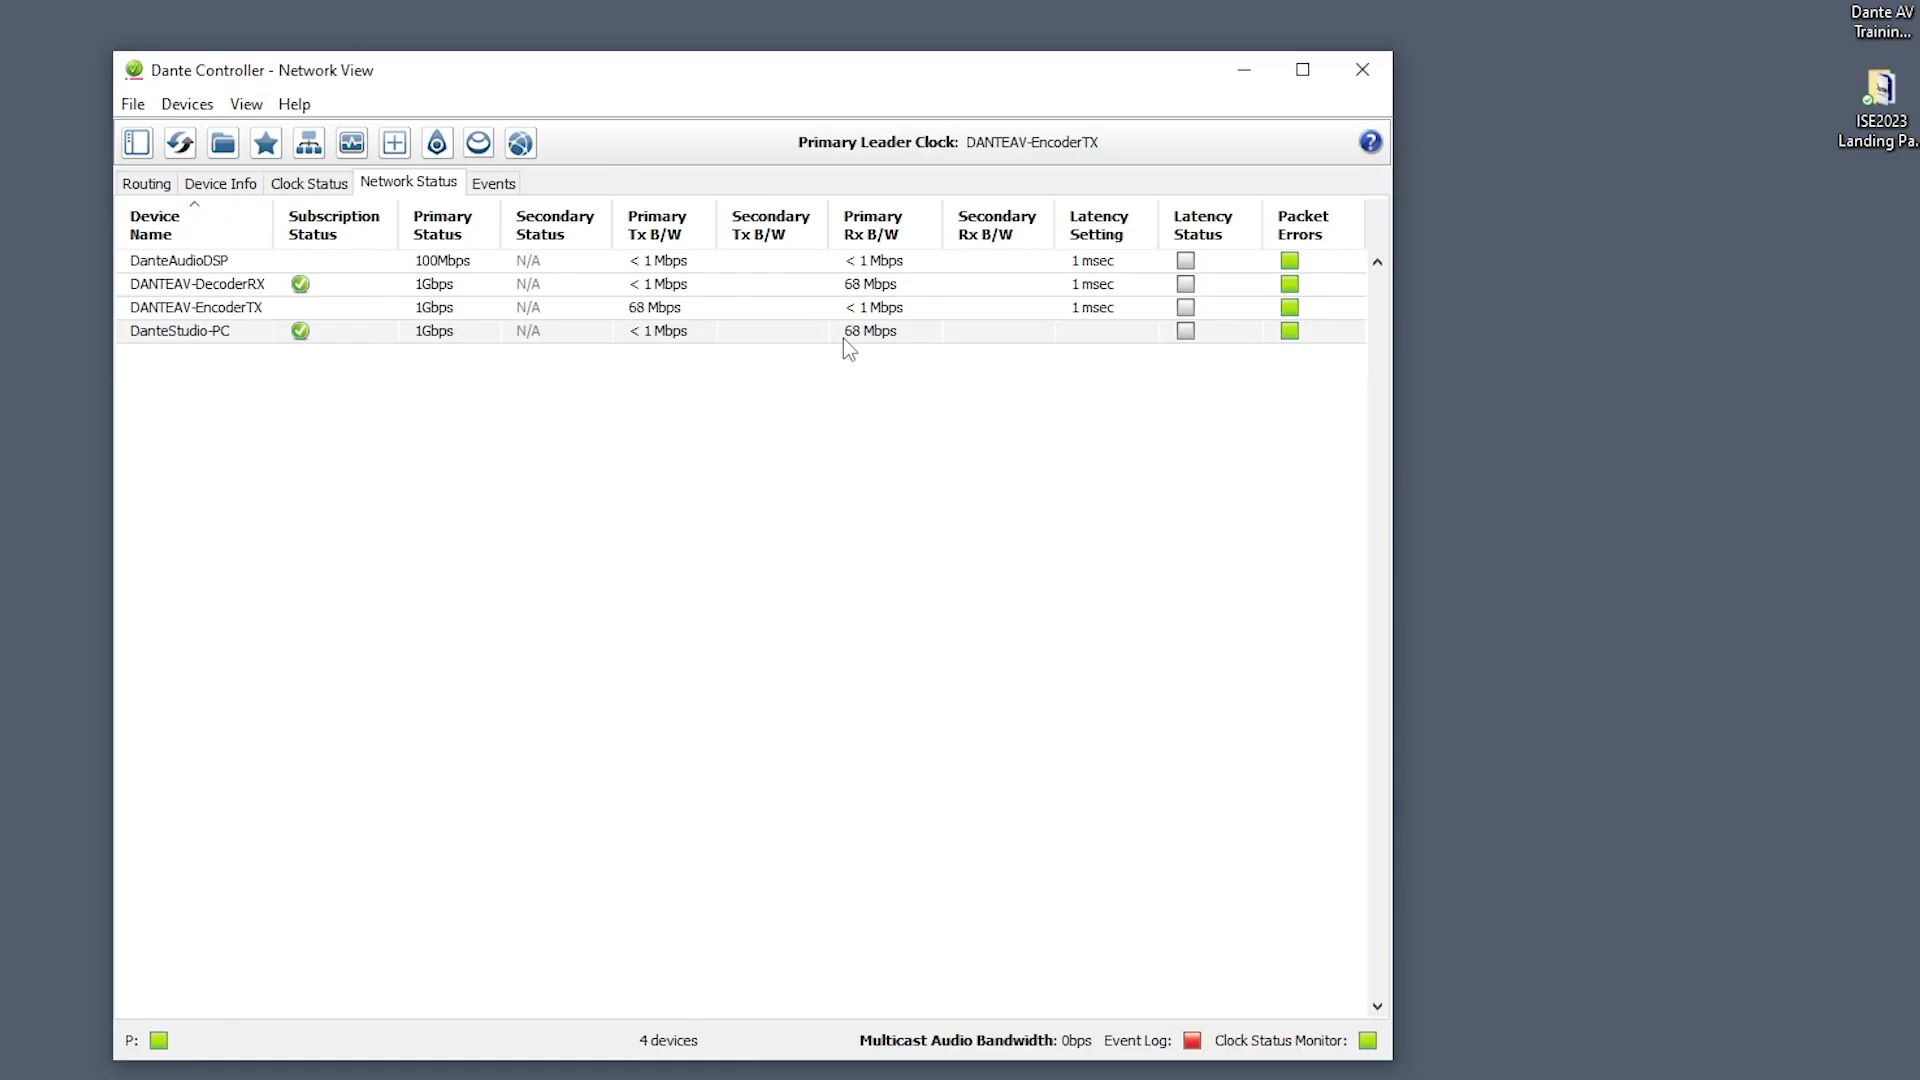 Dante AV
Trainin...
ISE2023
Landing Pa...
Dante Controller - Network View
File Devices View Help
Primary Leader Clock: DANTEAV-EncoderTX
Routing Device Info Clock Status Network Status Events
Device Name Subscription Status Primary Status Secondary Status Primary Tx B/W Secondary Tx B/W Primary Rx B/W Secondary Rx B/W Latency Setting Latency Status Packet Errors
DanteAudioDSP 100Mbps N/A < 1 Mbps < 1 Mbps 1 msec
DANTEAV-DecoderRX 1Gbps N/A < 1 Mbps 68 Mbps 1 msec
DANTEAV-EncoderTX 1Gbps N/A 68 Mbps < 1 Mbps 1 msec
DanteStudio-PC 1Gbps N/A < 1 Mbps 68 Mbps
P: 4 devices Multicast Audio Bandwidth: 0bps Event Log: Clock Status Monitor: